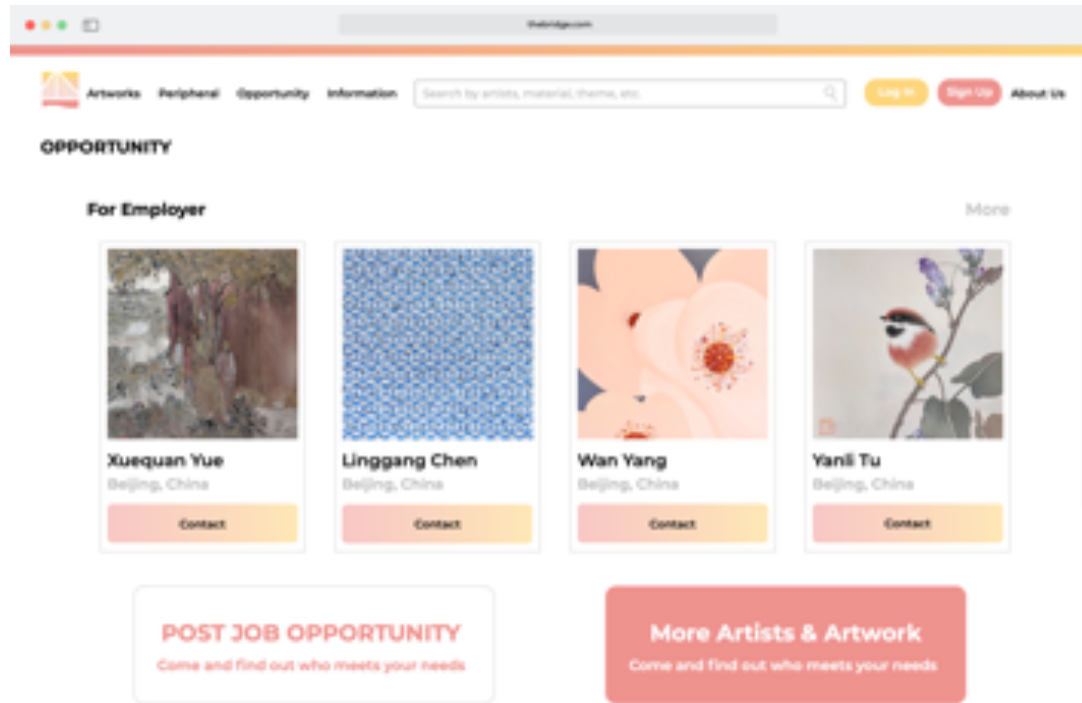 thebridge.com
Artworks Peripheral Opportunity Information Search by artists, material, theme, etc. Log In Sign Up About Us
OPPORTUNITY
For Employer More
Xuequan Yue Linggang Chen Wan Yang Yanli Tu
Beijing, China Beijing, China Beijing, China Beijing, China
Contact Contact Contact Contact
POST JOB OPPORTUNITY More Artists & Artwork
Come and find out who meets your needs Come and find out who meets your needs